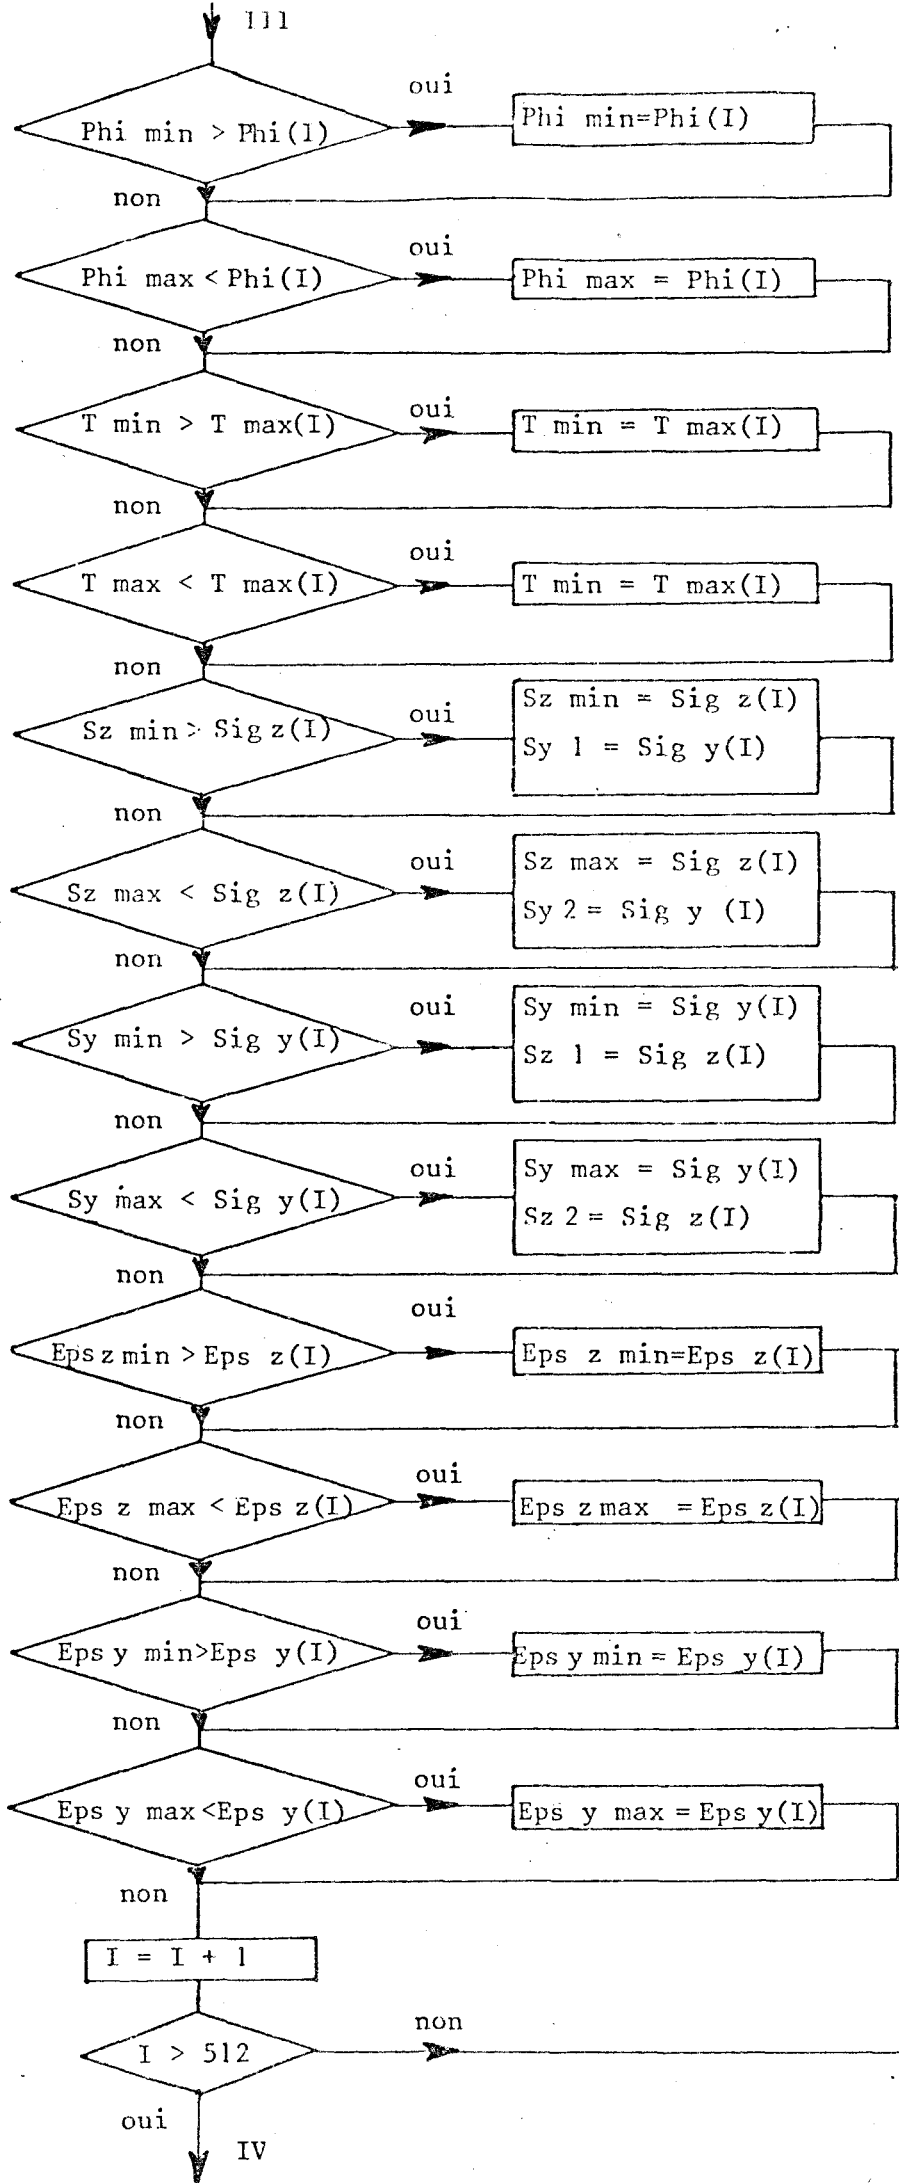 III
oui
Phi min > Phi(I)
Phi min=Phi(I)
non
oui
Phi max < Phi(I)
Phi max = Phi(I)
non
oui
T min > T max(I)
T min = T max(I)
non
oui
T max < T max(I)
T min = T max(I)
non
oui
Sz min > Sig z(I)
Sz min = Sig z(I)
Sy 1 = Sig y(I)
non
oui
Sz max < Sig z(I)
Sz max = Sig z(I)
Sy 2 = Sig y (I)
non
oui
Sy min > Sig y(I)
Sy min = Sig y(I)
Sz 1 = Sig z(I)
non
oui
Sy max < Sig y(I)
Sy max = Sig y(I)
Sz 2 = Sig z(I)
non
oui
Eps z min > Eps z(I)
Eps z min=Eps z(I)
non
oui
Eps z max < Eps z(I)
Eps z max = Eps z(I)
non
oui
Eps y min>Eps y(I)
Eps y min = Eps y(I)
non
oui
Eps y max<Eps y(I)
Eps y max = Eps y(I)
non
I = I + 1
non
I > 512
oui
IV